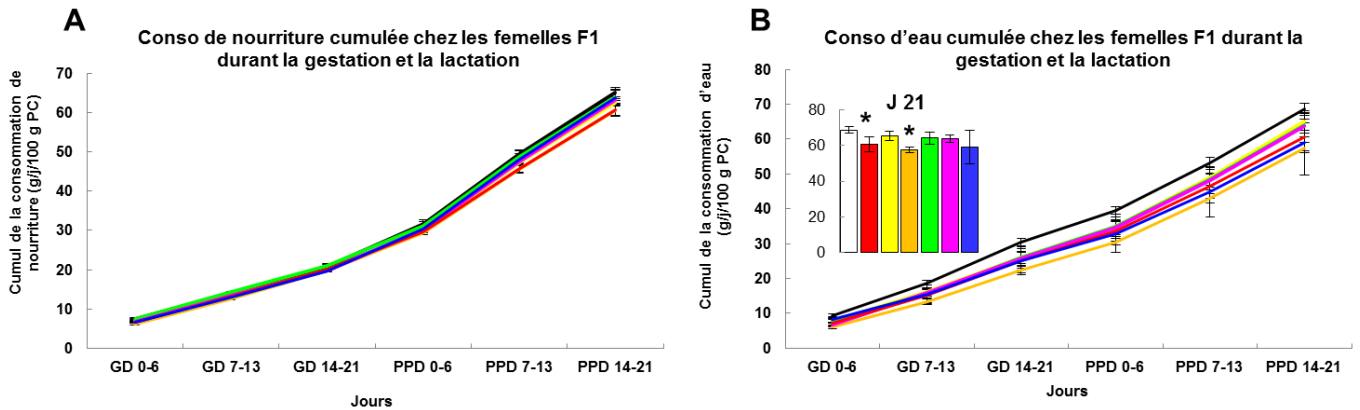 A
Conso de nourriture cumulée chez les femelles F1
durant la gestation et la lactation
Cumul de la consommation de
nourriture (g/j/100 g PC)
70
60
50
40
30
20
10
0
GD 0-6 GD 7-13 GD 14-21 PPD 0-6 PPD 7-13 PPD 14-21
Jours
B
Conso d'eau cumulée chez les femelles F1 durant la
gestation et la lactation
Cumul de la consommation d'eau
(g/j/100 g PC)
80
70
60
50
40
30
20
10
0
J 21
80
60
40
20
0
* *
GD 0-6 GD 7-13 GD 14-21 PPD 0-6 PPD 7-13 PPD 14-21
Jours